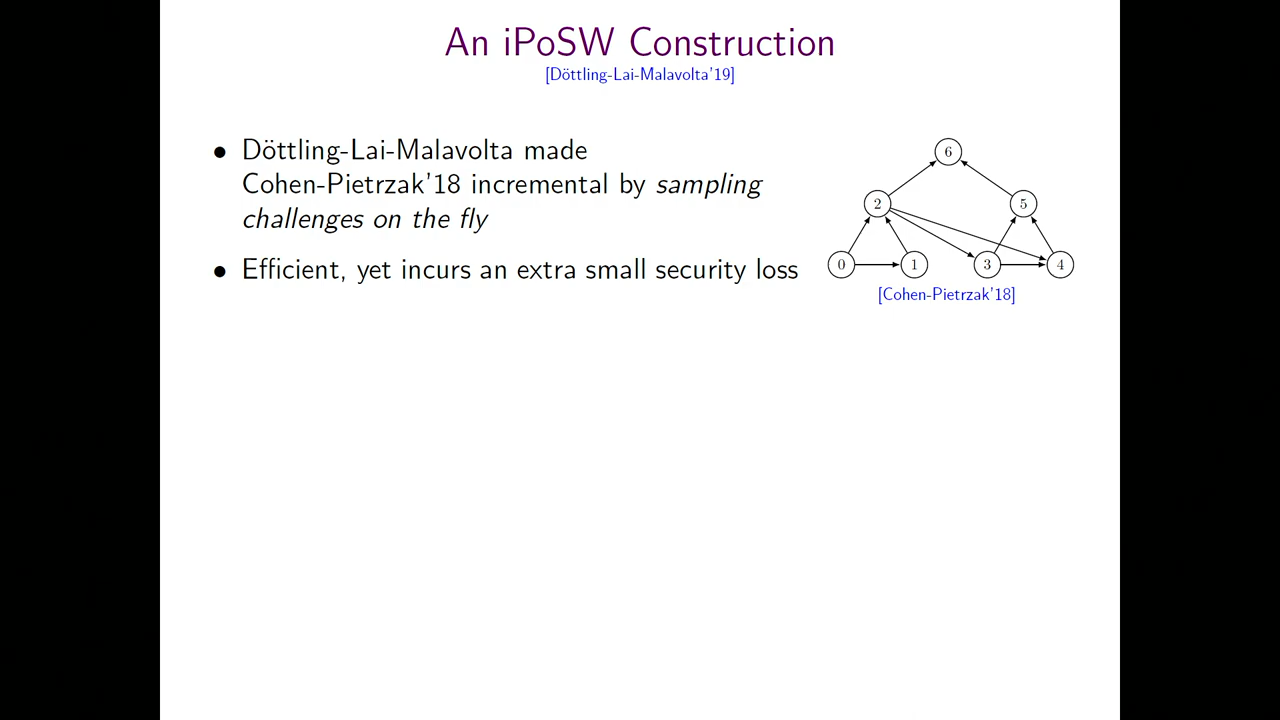 An iPoSW Construction
[Döttling-Lai-Malavolta'19]
• Döttling-Lai-Malavolta made
Cohen-Pietrzak'18 incremental by sampling
challenges on the fly
• Efficient, yet incurs an extra small security loss
6
2 5
0 1 3 4
[Cohen-Pietrzak'18]